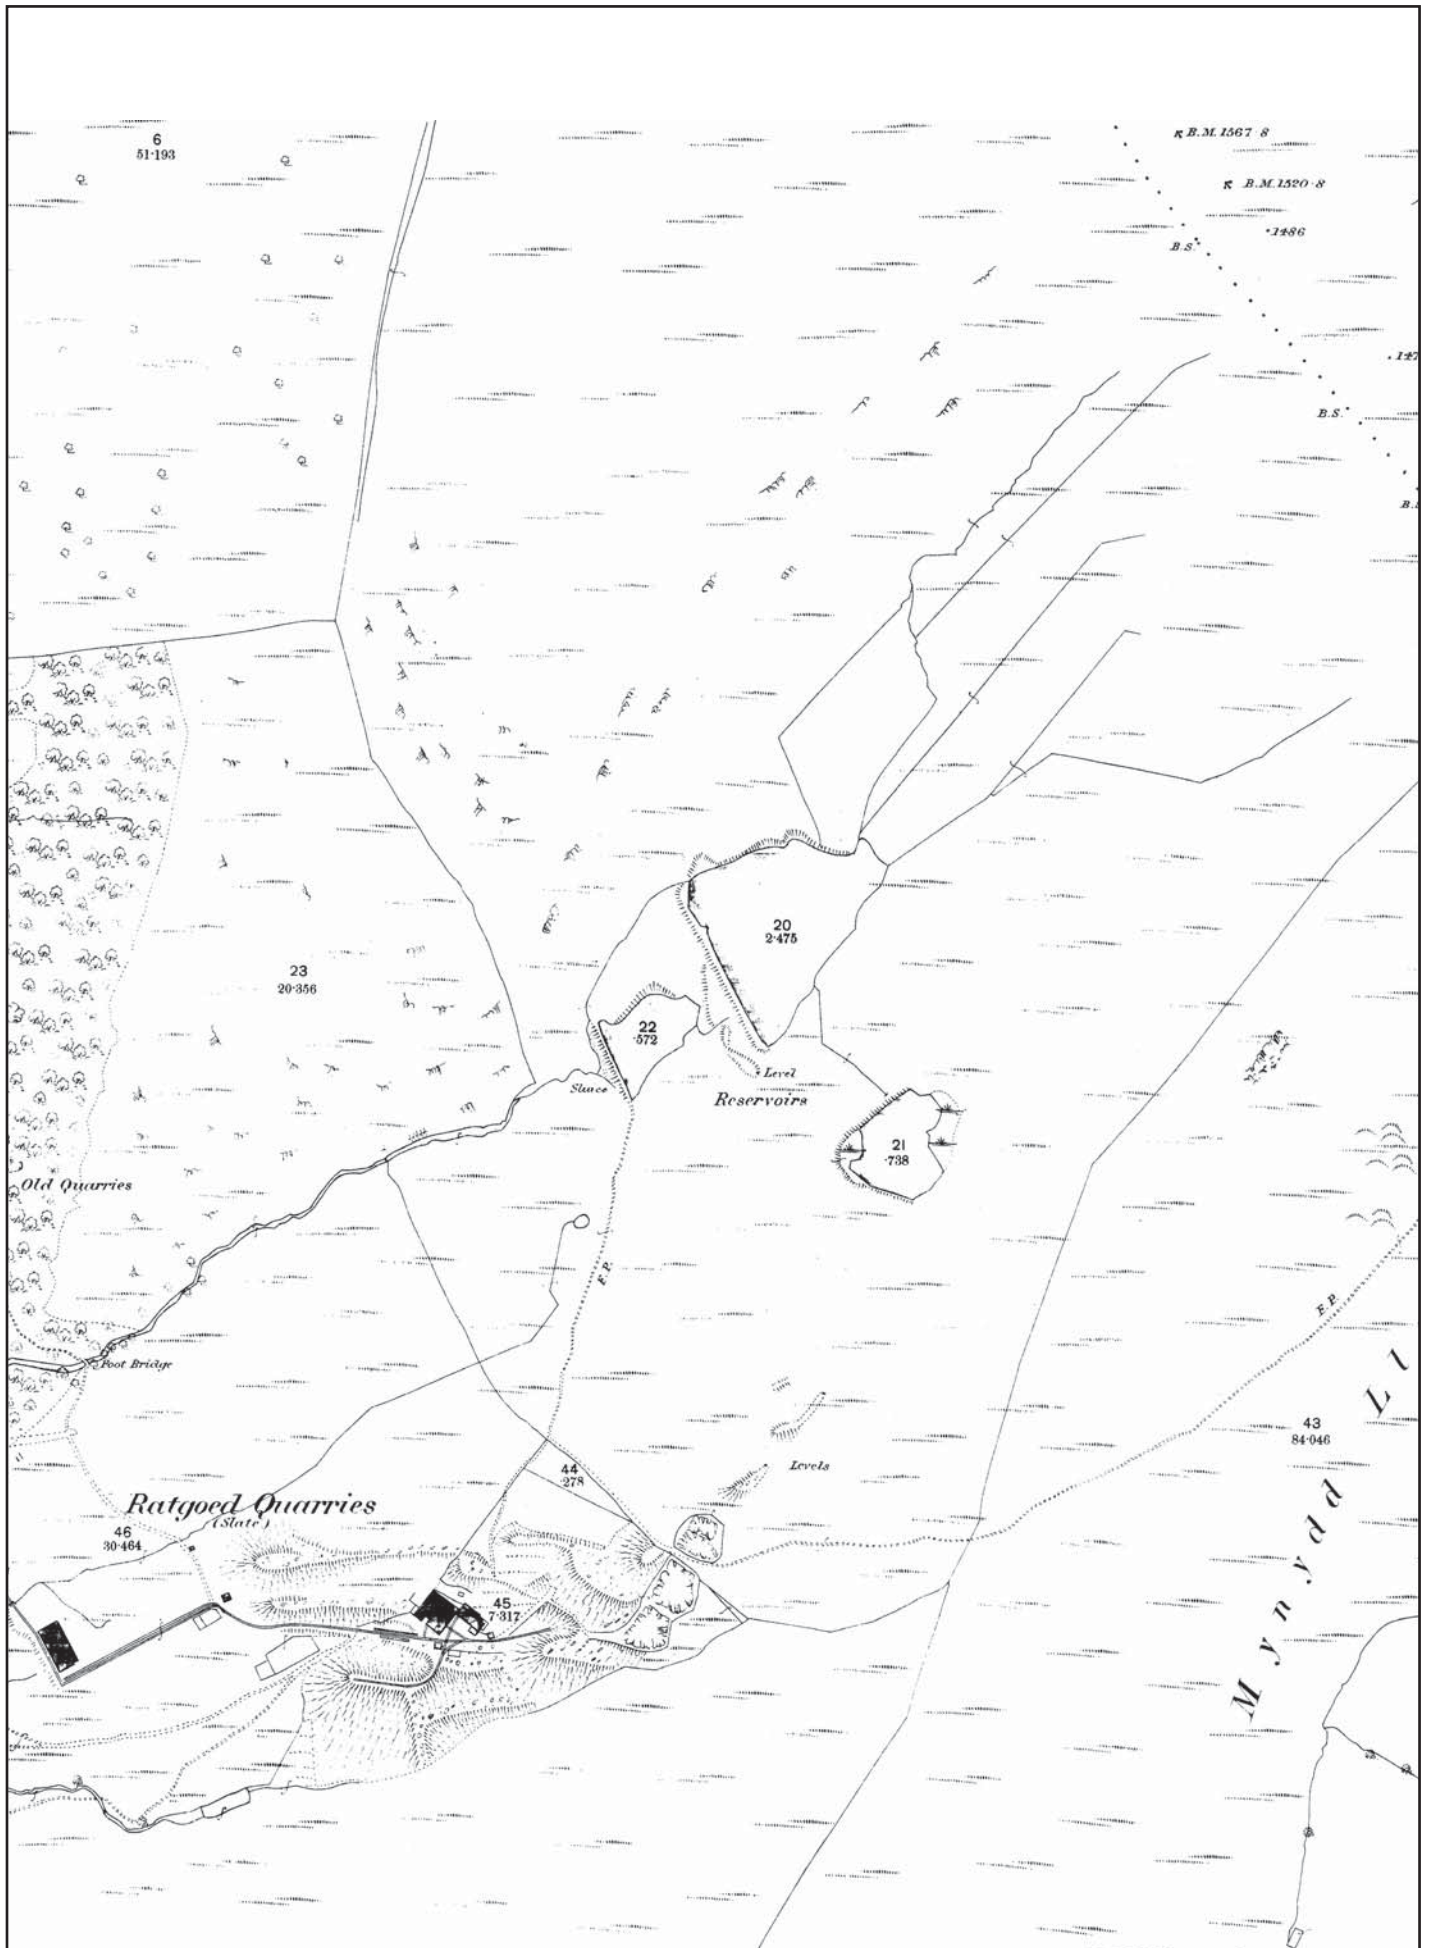 6
51·193
B.M. 1567·8
B.M. 1520·8
·1486
B.S.
·147
B.S.
B.
20
2·475
23
20·356
22
·572
Level
Sluice
Reservoirs
21
·738
Old Quarries
F.P.
F.P.
Foot Bridge
Ll
43
84·046
Levels
44
·278
Ratgoed Quarries
(Slate)
46
30·464
45
7·317
Mynydd